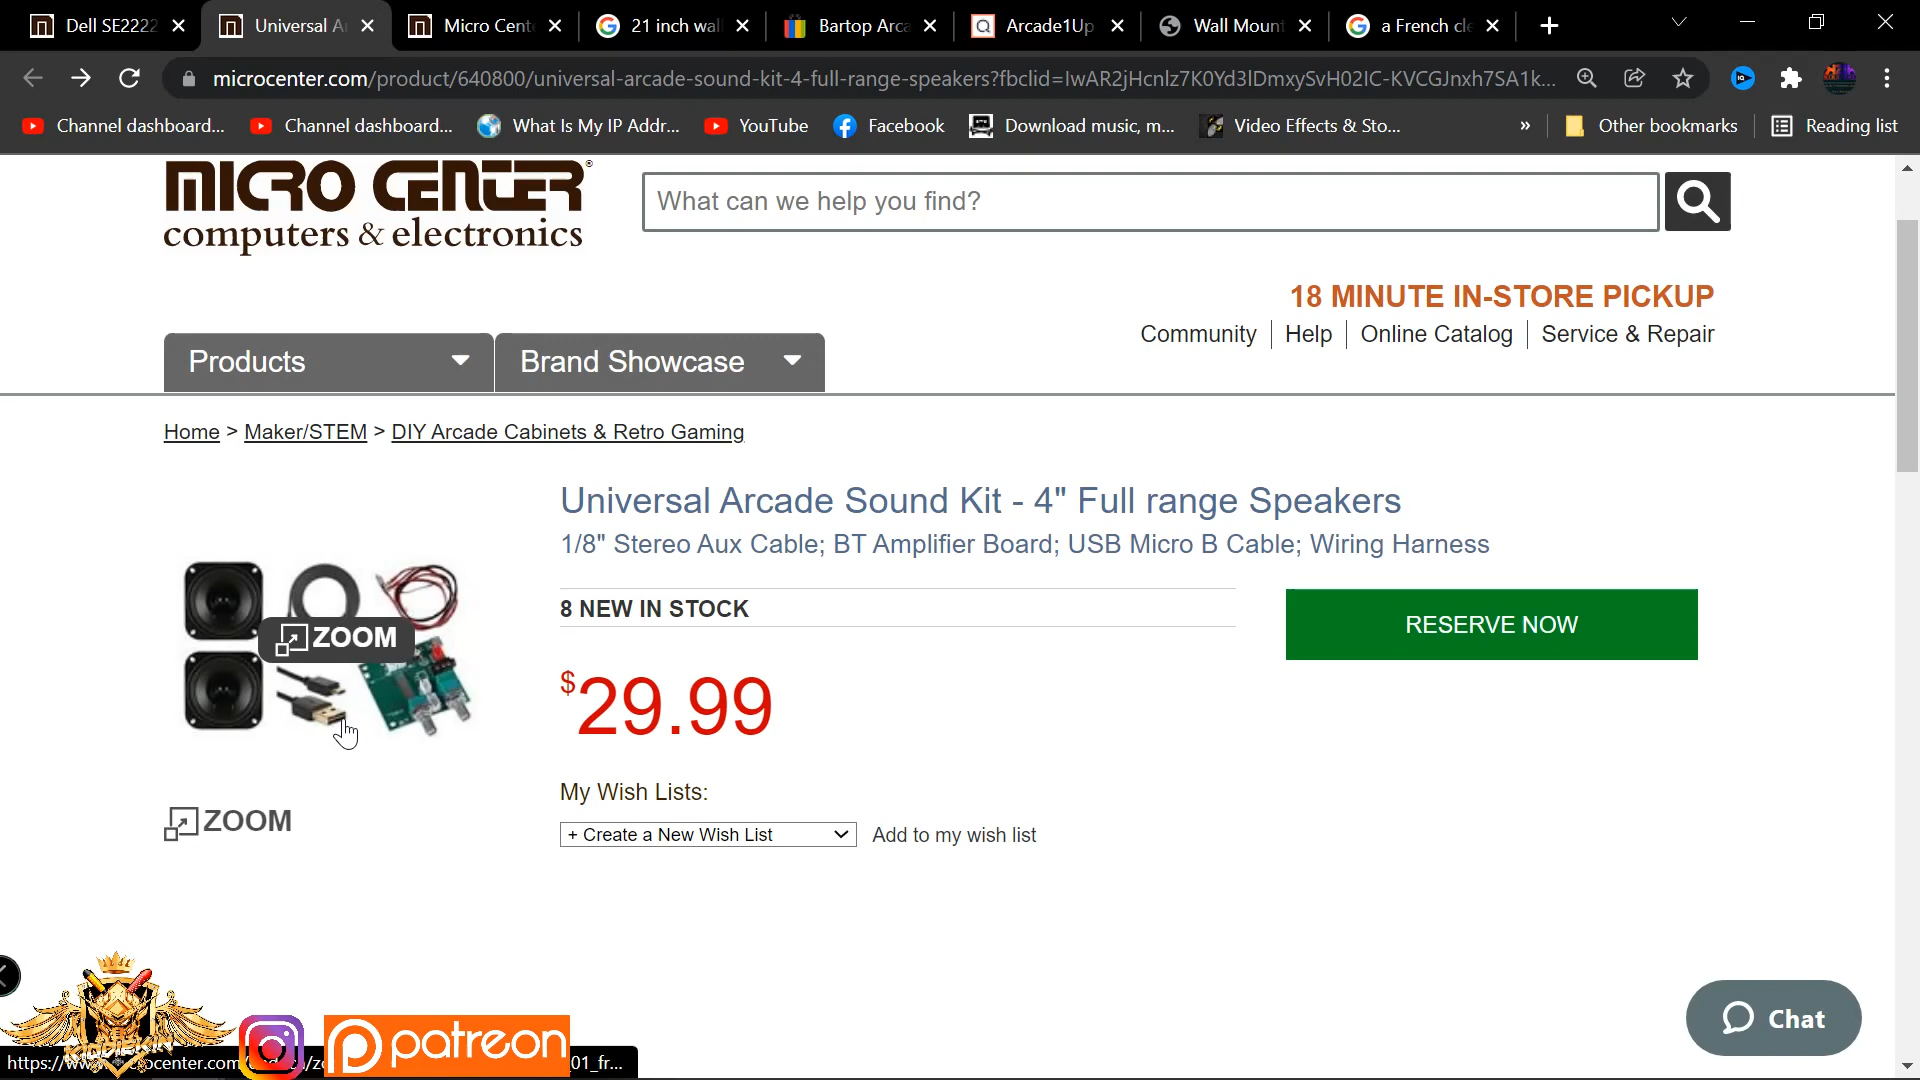 Dell SE2222
Universal A
Micro Cent
21 inch wal
Bartop Arca
Arcade1Up
Wall Moun
a French cle
microcenter.com/product/640800/universal-arcade-sound-kit-4-full-range-speakers?fbclid=IwAR2jHcnlz7K0Yd3lDmxySvH02IC-KVCGJnxh7SA1k...
Channel dashboard...
Channel dashboard...
What Is My IP Addr...
YouTube
Facebook
Download music, m...
Video Effects & Sto...
»
Other bookmarks
Reading list
MICRO CENTER®
computers & electronics
What can we help you find?
18 MINUTE IN-STORE PICKUP
Community
Help
Online Catalog
Service & Repair
Products
Brand Showcase
Home > Maker/STEM > DIY Arcade Cabinets & Retro Gaming
Universal Arcade Sound Kit - 4" Full range Speakers
1/8" Stereo Aux Cable; BT Amplifier Board; USB Micro B Cable; Wiring Harness
8 NEW IN STOCK
RESERVE NOW
ZOOM
$29.99
My Wish Lists:
ZOOM
+ Create a New Wish List
Add to my wish list
Chat
patreon
01_fr...